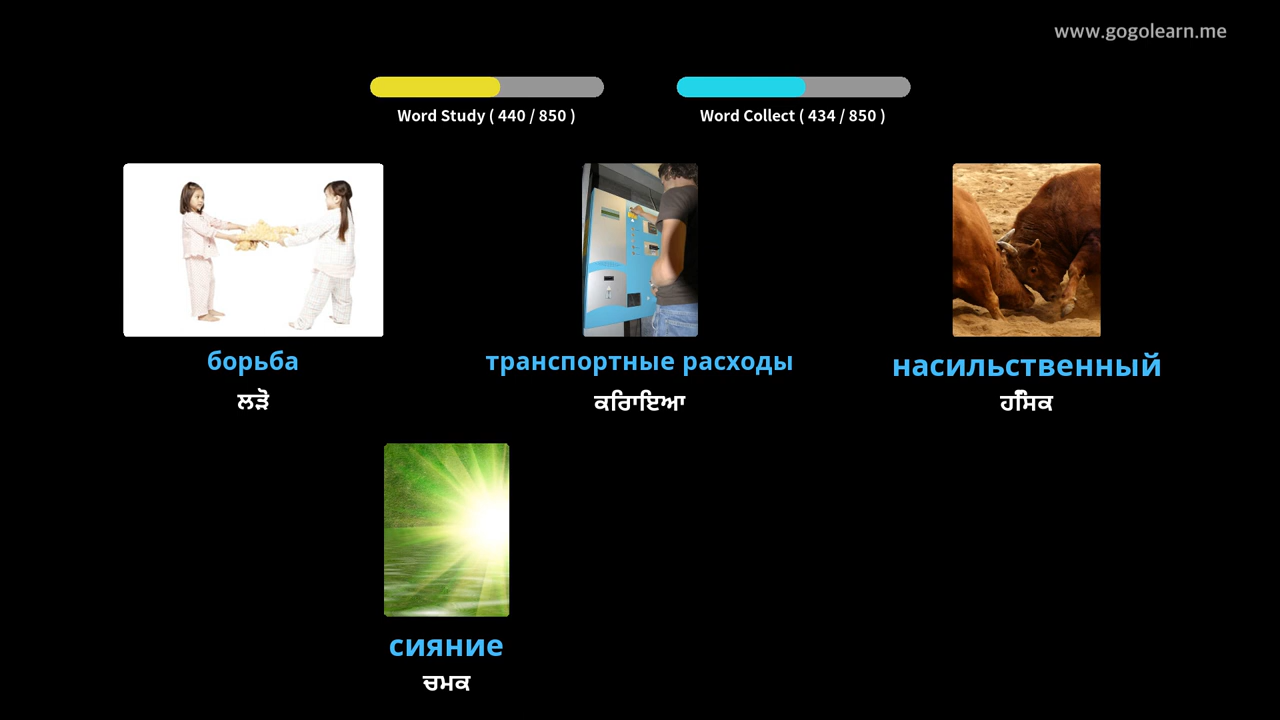 www.gogolearn.me
Word Study ( 440 / 850 )
Word Collect ( 434 / 850 )
борьба
ਲੜੋ
транспортные расходы
ਕਿਰਾਇਆ
насильственный
ਹਿੰਸਕ
сияние
ਚਮਕ